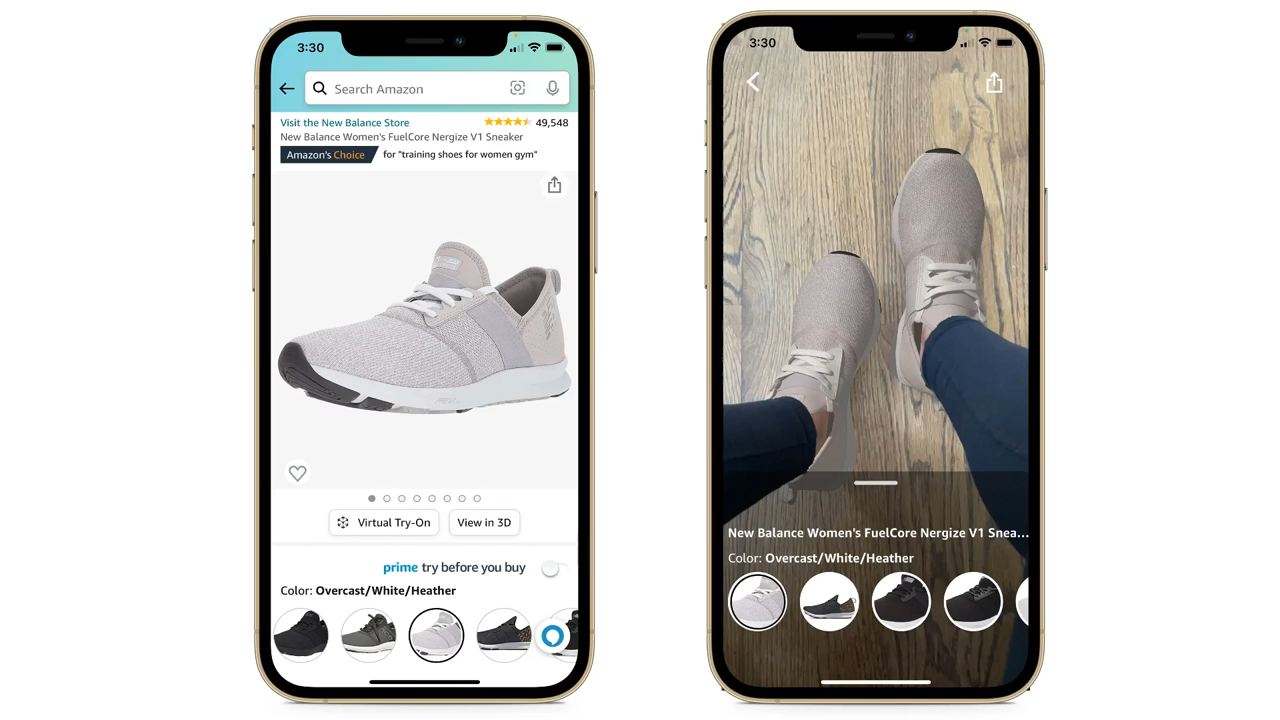 3:30
Search Amazon
Visit the New Balance Store
49,548
New Balance Women's FuelCore Nergize V1 Sneaker
Amazon's Choice
for "training shoes for women gym"
Virtual Try-On
View in 3D
prime try before you buy
Color: Overcast/White/Heather
3:30
New Balance Women's FuelCore Nergize V1 Snea...
Color: Overcast/White/Heather